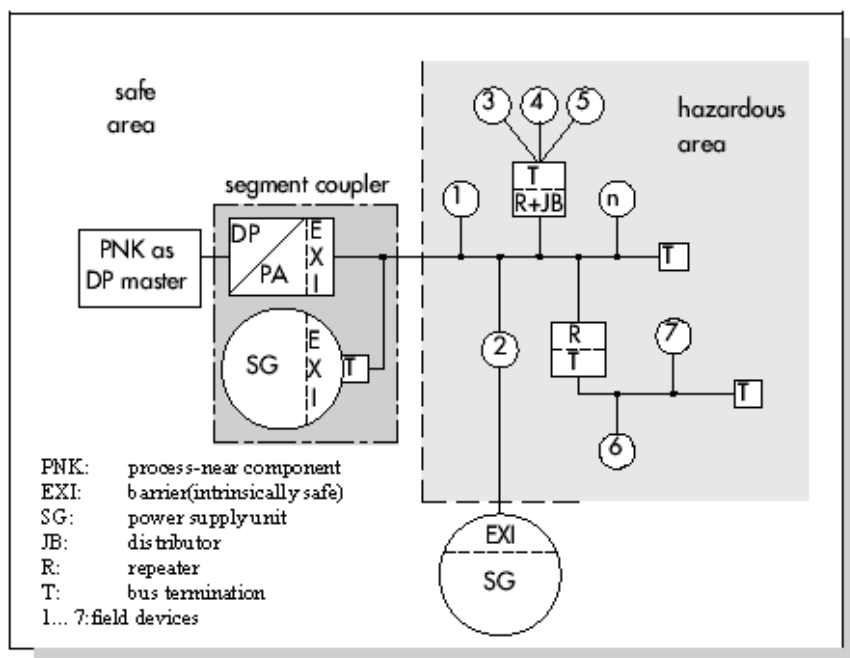 safe
area
hazardous
area
3
4
5
T
R+JB
segment coupler
1
n
PNK as
DP master
DP
PA
E
X
I
T
SG
E
X
I
T
2
R
T
7
T
6
PNK: process-near component
EXI: barrier(intrinsically safe)
SG: power supply unit
JB: distributor
R: repeater
T: bus termination
1... 7:field devices
EXI
SG